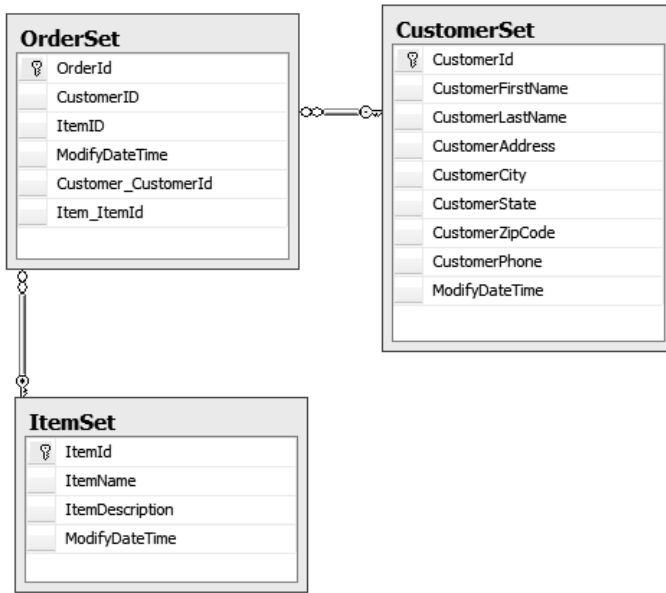 OrderSet
OrderId
CustomerID
ItemID
ModifyDateTime
Customer_CustomerId
Item_ItemId
CustomerSet
CustomerId
CustomerFirstName
CustomerLastName
CustomerAddress
CustomerCity
CustomerState
CustomerZipCode
CustomerPhone
ModifyDateTime
ItemSet
ItemId
ItemName
ItemDescription
ModifyDateTime